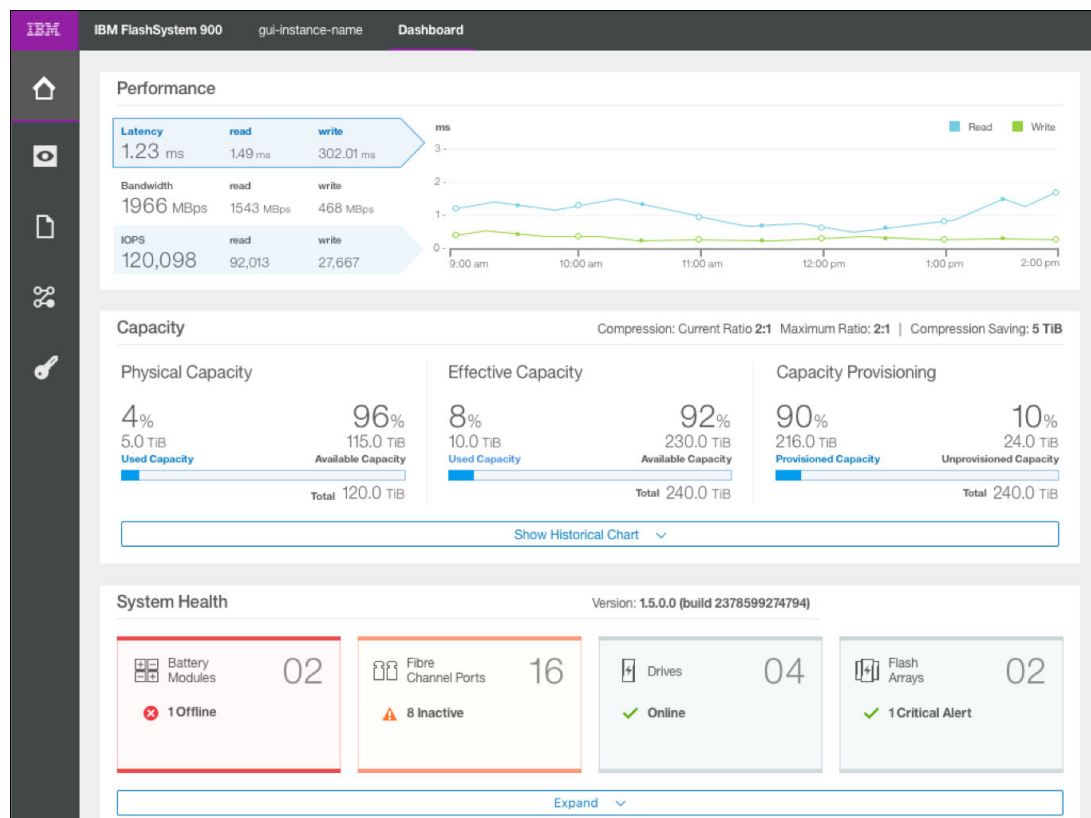 IBM IBM FlashSystem 900 gui-instance-name Dashboard
Performance
Latency read write
1.23 ms 1.49 ms 302.01 ms
Bandwidth read write
1966 MBps 1543 MBps 468 MBps
IOPS read write
120,098 92,013 27,667
ms Read Write
3
2
1
0
9:00 am 10:00 am 11:00 am 12:00 pm 1:00 pm 2:00 pm
Capacity Compression: Current Ratio 2:1 Maximum Ratio: 2:1 | Compression Saving: 5 TiB
Physical Capacity
4% 96%
5.0 TiB 115.0 TiB
Used Capacity Available Capacity
Total 120.0 TiB
Effective Capacity
8% 92%
10.0 TiB 230.0 TiB
Used Capacity Available Capacity
Total 240.0 TiB
Capacity Provisioning
90% 10%
216.0 TiB 24.0 TiB
Provisioned Capacity Unprovisioned Capacity
Total 240.0 TiB
Show Historical Chart
System Health Version: 1.5.0.0 (build 2378599274794)
Battery
Modules 02
1 Offline
Fibre
Channel Ports 16
8 Inactive
Drives 04
Online
Flash
Arrays 02
1 Critical Alert
Expand